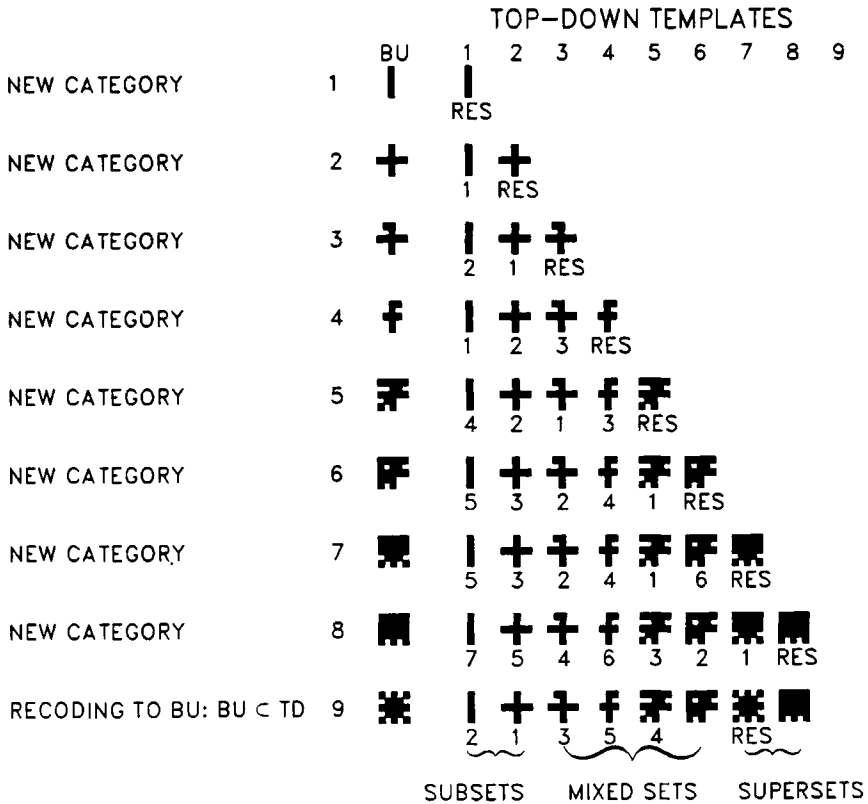 TOP-DOWN TEMPLATES
BU 1 2 3 4 5 6 7 8 9
NEW CATEGORY 1
RES
NEW CATEGORY 2
1 RES
NEW CATEGORY 3
2 1 RES
NEW CATEGORY 4
1 2 3 RES
NEW CATEGORY 5
4 2 1 3 RES
NEW CATEGORY 6
5 3 2 4 1 RES
NEW CATEGORY 7
5 3 2 4 1 6 RES
NEW CATEGORY 8
7 5 4 6 3 2 1 RES
RECODING TO BU: BU ⊂ TD 9
2 1 3 5 4 RES
SUBSETS MIXED SETS SUPERSETS